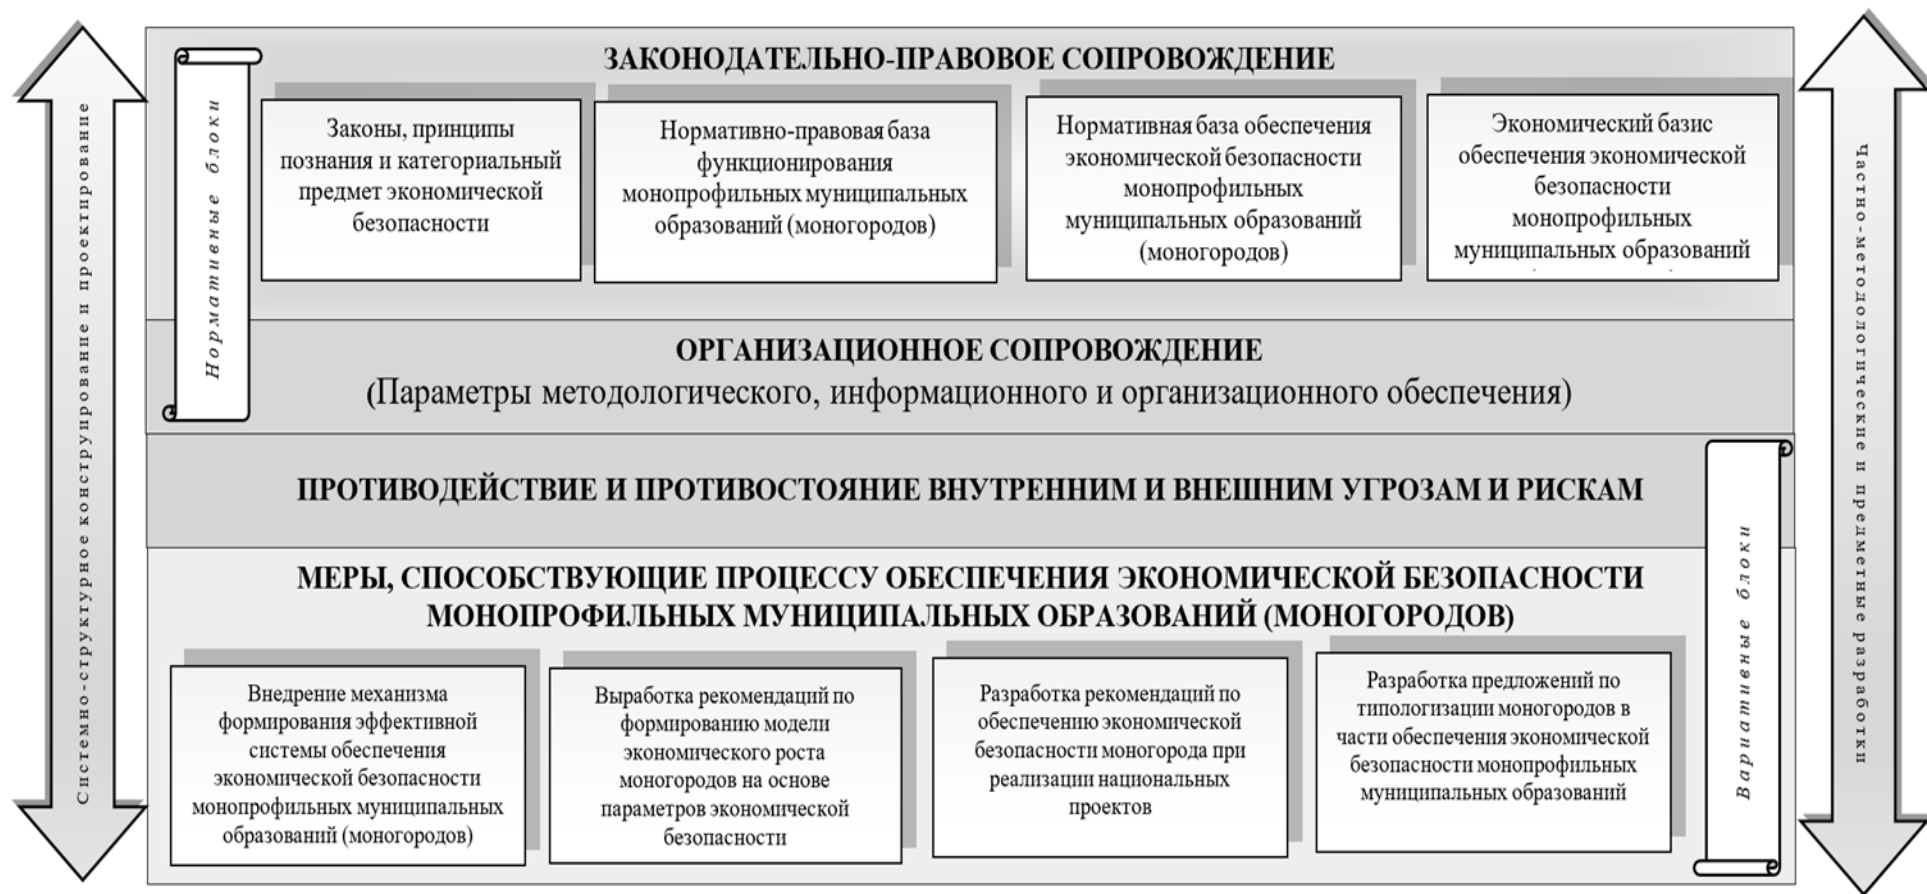 Системно-структурное конструирование и проектирование
Нормативные блоки
ЗАКОНОДАТЕЛЬНО-ПРАВОВОЕ СОПРОВОЖДЕНИЕ
Законы, принципы
познания и категориальный
предмет экономической
безопасности
Нормативно-правовая база
функционирования
монопрофильных муниципальных
образований (моногородов)
Нормативная база обеспечения
экономической безопасности
монопрофильных
муниципальных образований
(моногородов)
Экономический базис
обеспечения экономической
безопасности
монопрофильных
муниципальных образований
ОРГАНИЗАЦИОННОЕ СОПРОВОЖДЕНИЕ
(Параметры методологического, информационного и организационного обеспечения)
ПРОТИВОДЕЙСТВИЕ И ПРОТИВОСТОЯНИЕ ВНУТРЕННИМ И ВНЕШНИМ УГРОЗАМ И РИСКАМ
МЕРЫ, СПОСОБСТВУЮЩИЕ ПРОЦЕССУ ОБЕСПЕЧЕНИЯ ЭКОНОМИЧЕСКОЙ БЕЗОПАСНОСТИ
МОНОПРОФИЛЬНЫХ МУНИЦИПАЛЬНЫХ ОБРАЗОВАНИЙ (МОНОГОРОДОВ)
Внедрение механизма
формирования эффективной
системы обеспечения
экономической безопасности
монопрофильных муниципальных
образований (моногородов)
Выработка рекомендаций по
формированию модели
экономического роста
моногородов на основе
параметров экономической
безопасности
Разработка рекомендаций по
обеспечению экономической
безопасности моногорода при
реализации национальных
проектов
Разработка предложений по
типологизации моногородов в
части обеспечения экономической
безопасности монопрофильных
муниципальных образований
Вариативные блоки
Частно-методологические и предметные разработки